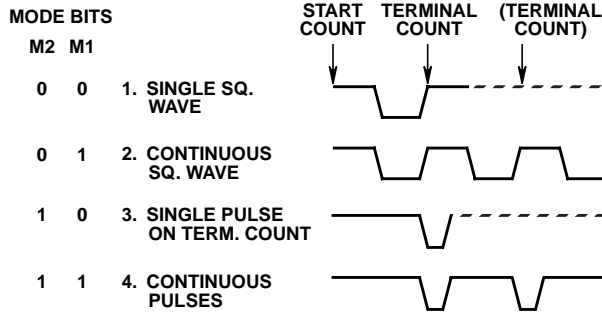 MODE BITS
M2 M1
START COUNT
TERMINAL COUNT
(TERMINAL COUNT)
0 0 1. SINGLE SQ. WAVE
0 1 2. CONTINUOUS SQ. WAVE
1 0 3. SINGLE PULSE ON TERM. COUNT
1 1 4. CONTINUOUS PULSES